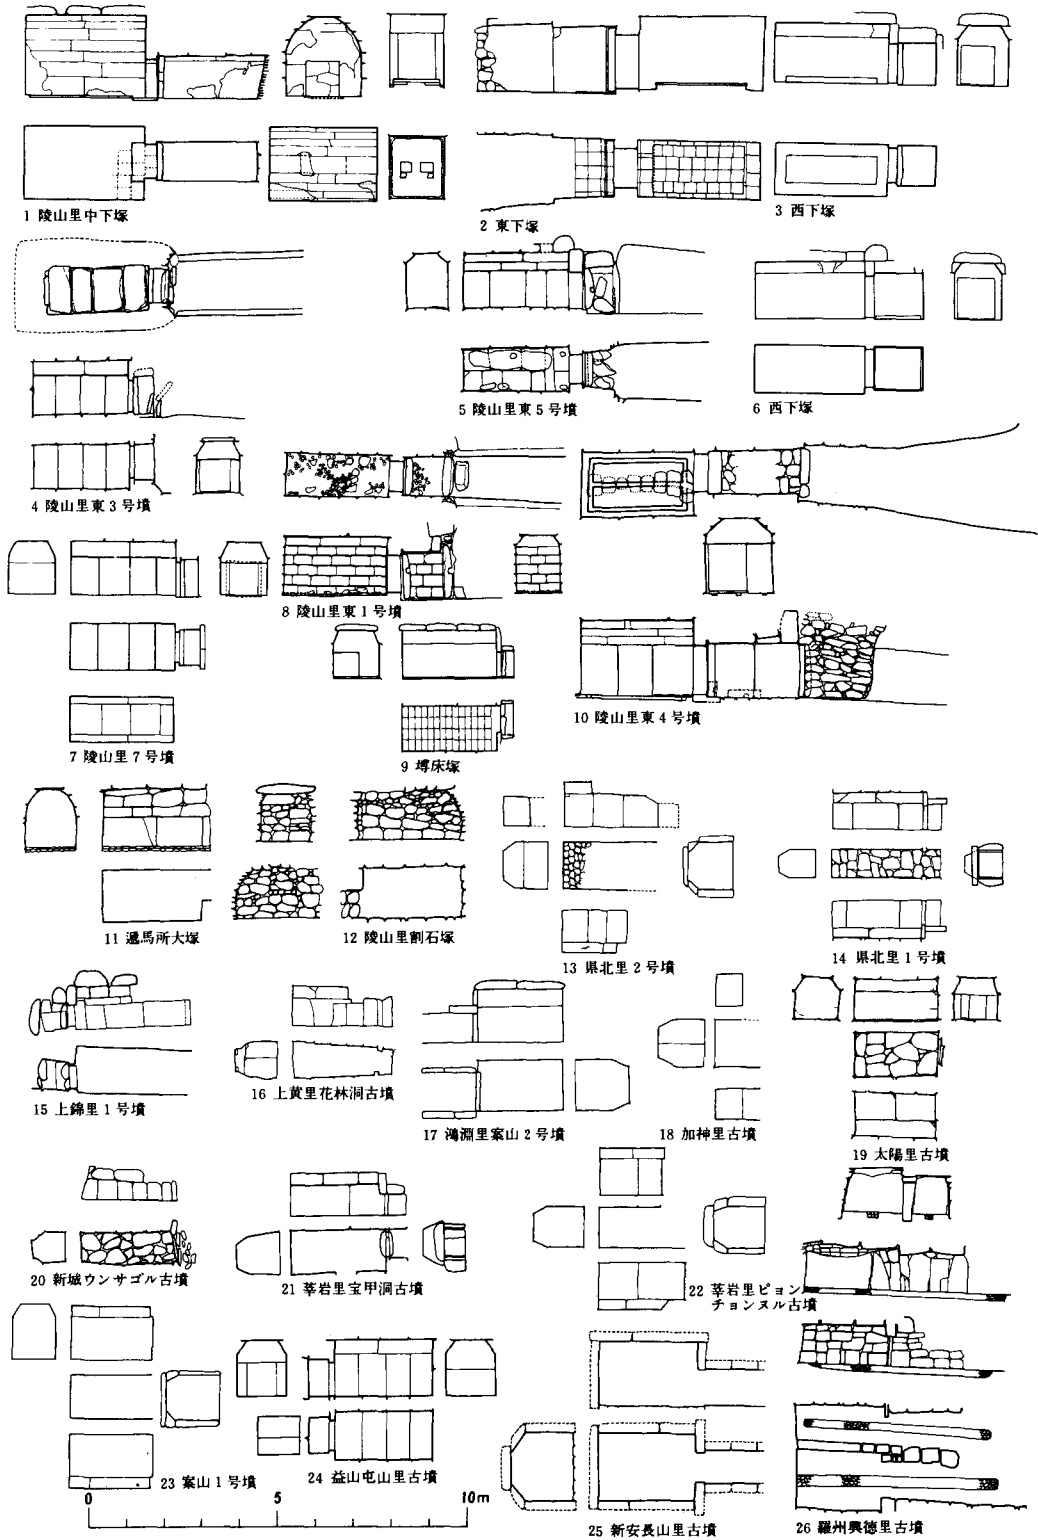 1 陵山里中下塚
2 東下塚
3 西下塚
4 陵山里東3号墳
5 陵山里東5号墳
6 西下塚
7 陵山里7号墳
8 陵山里東1号墳
9 塼床塚
10 陵山里東4号墳
11 逓馬所大塚
12 陵山里割石塚
13 県北里2号墳
14 県北里1号墳
15 上錦里1号墳
16 上黄里花林洞古墳
17 鴻淵里案山2号墳
18 加神里古墳
19 太陽里古墳
20 新城ウンサゴル古墳
21 莘岩里宝甲洞古墳
22 莘岩里ピョン
チョンヌル古墳
23 案山1号墳
24 益山屯山里古墳
25 新安長山里古墳
26 羅州興徳里古墳
0 5 10m